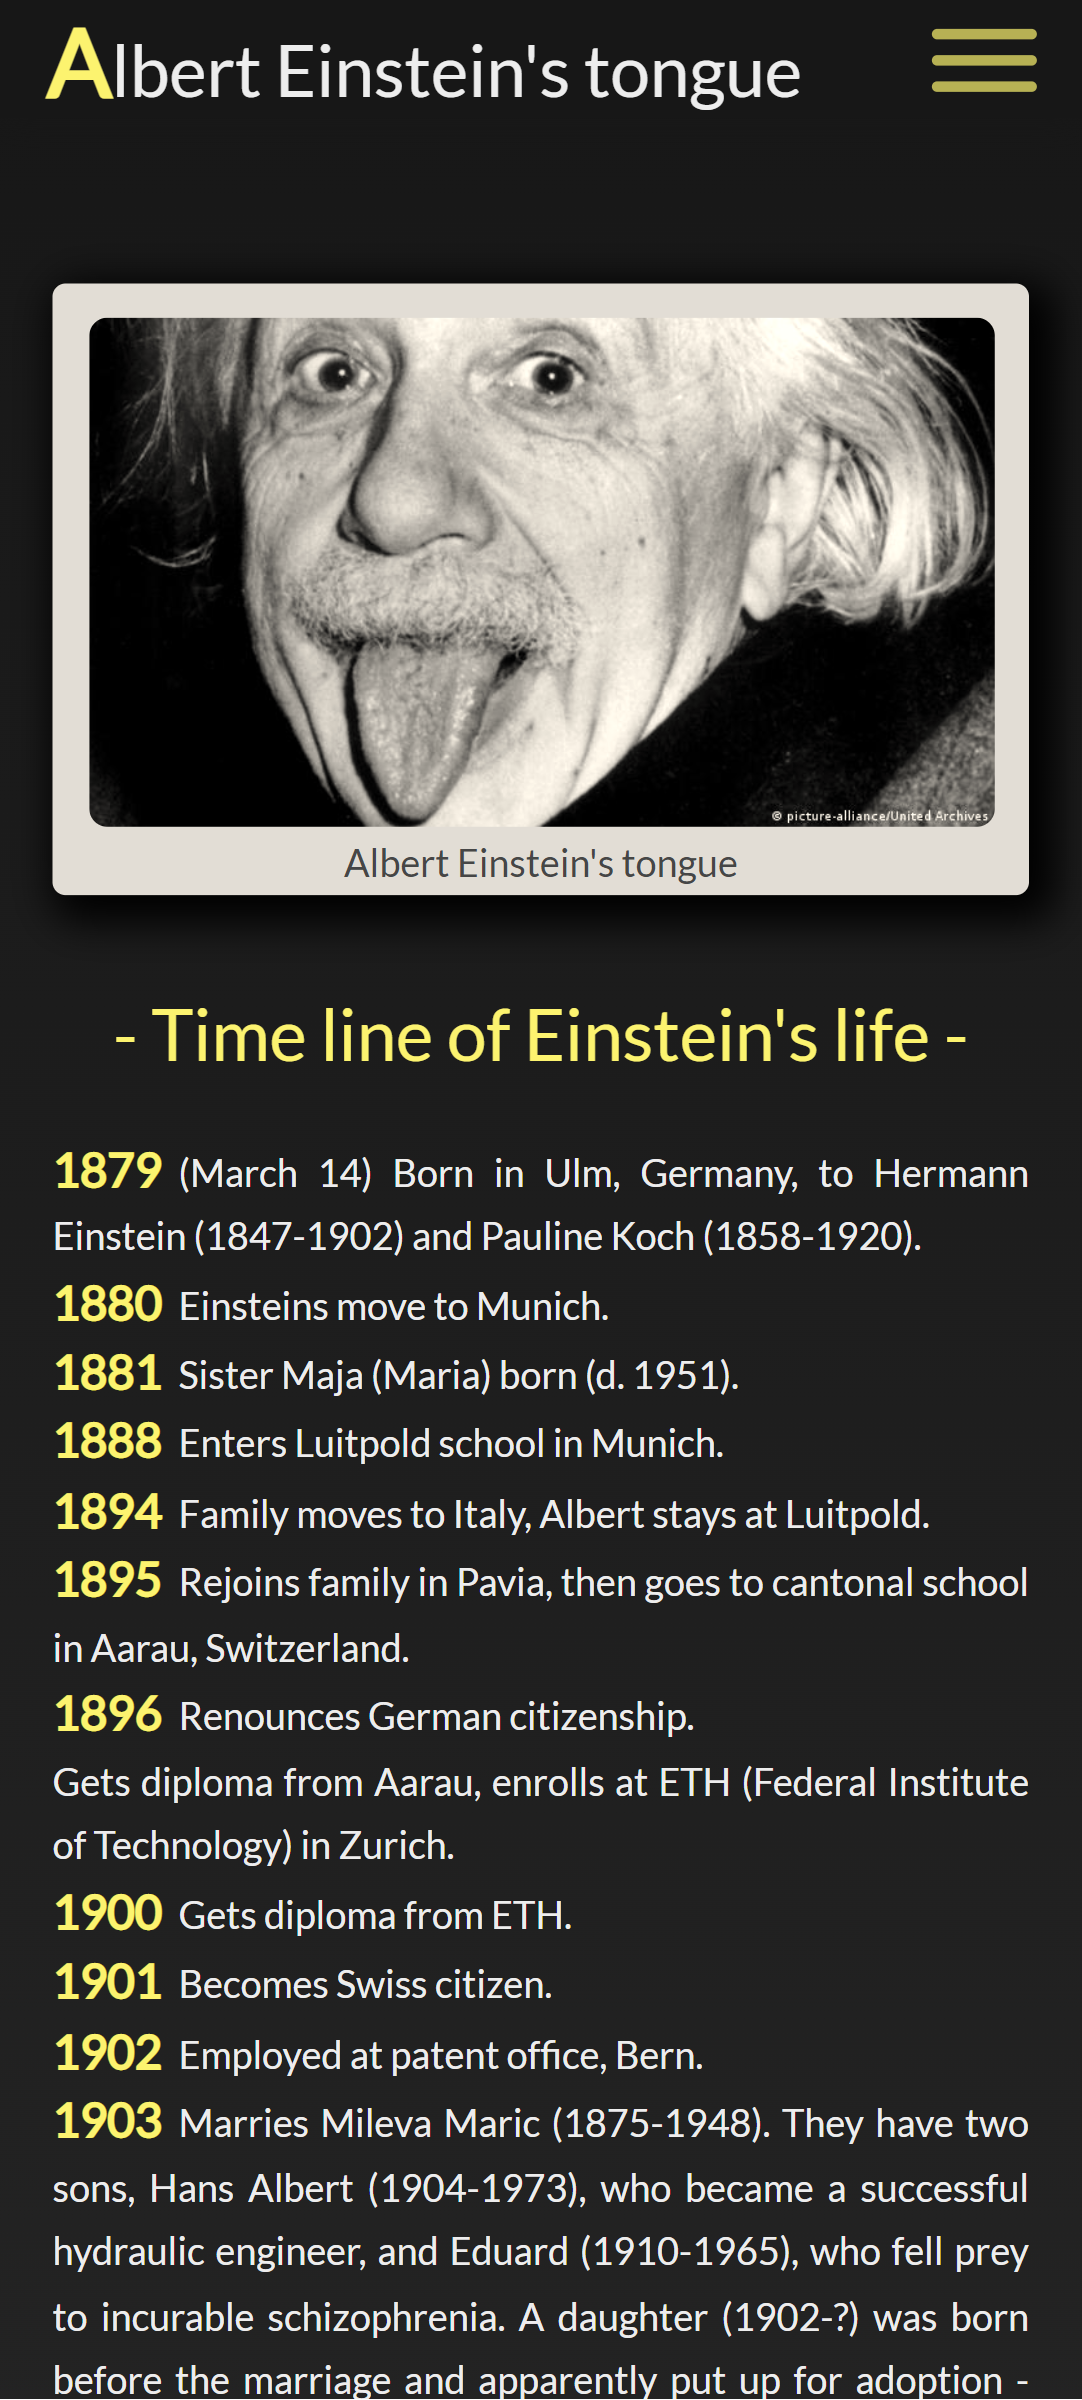 Albert Einstein's tongue
© picture-alliance/United Archives
Albert Einstein's tongue
- Time line of Einstein's life -
1879 (March 14) Born in Ulm, Germany, to Hermann
Einstein (1847-1902) and Pauline Koch (1858-1920).
1880 Einsteins move to Munich.
1881 Sister Maja (Maria) born (d. 1951).
1888 Enters Luitpold school in Munich.
1894 Family moves to Italy, Albert stays at Luitpold.
1895 Rejoins family in Pavia, then goes to cantonal school
in Aarau, Switzerland.
1896 Renounces German citizenship.
Gets diploma from Aarau, enrolls at ETH (Federal Institute
of Technology) in Zurich.
1900 Gets diploma from ETH.
1901 Becomes Swiss citizen.
1902 Employed at patent office, Bern.
1903 Marries Mileva Maric (1875-1948). They have two
sons, Hans Albert (1904-1973), who became a successful
hydraulic engineer, and Eduard (1910-1965), who fell prey
to incurable schizophrenia. A daughter (1902-?) was born
before the marriage and apparently put up for adoption -